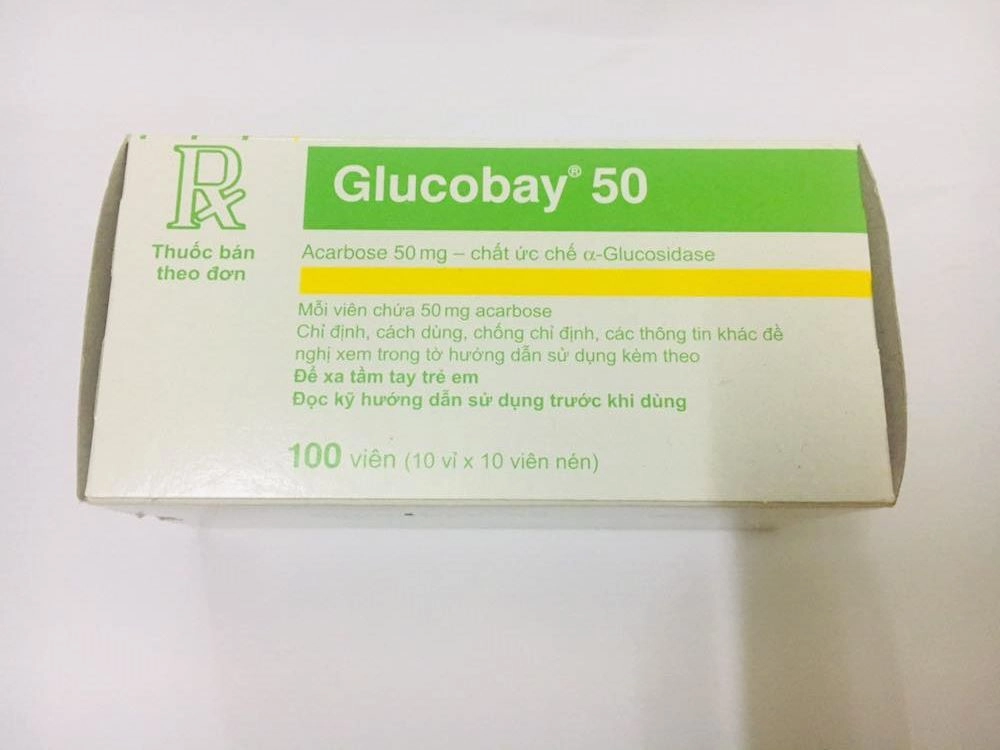 Rx
Thuốc bán
theo đơn
Glucobay® 50
Acarbose 50 mg – chất ức chế α-Glucosidase
Mỗi viên chứa 50 mg acarbose
Chỉ định, cách dùng, chống chỉ định, các thông tin khác đề
nghị xem trong tờ hướng dẫn sử dụng kèm theo
Để xa tầm tay trẻ em
Đọc kỹ hướng dẫn sử dụng trước khi dùng
100 viên (10 vỉ x 10 viên nén)